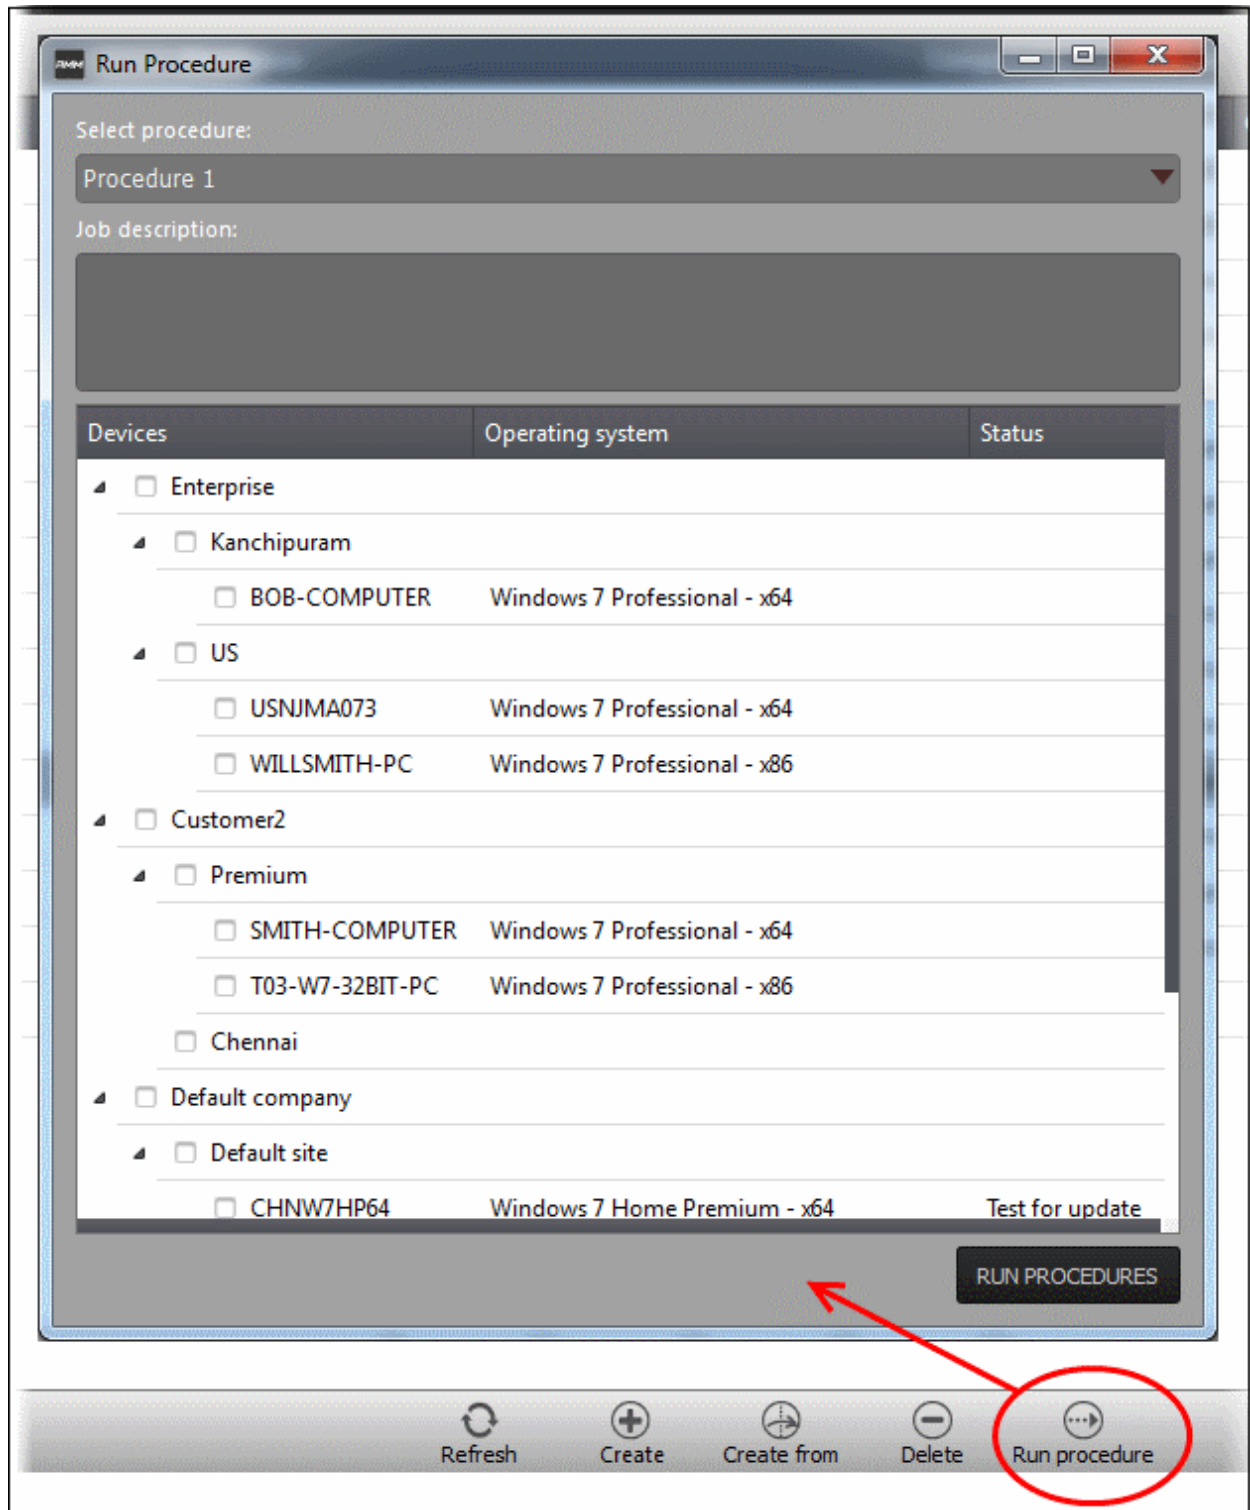 RMM Run Procedure
Select procedure:
Procedure 1
Job description:
Devices Operating system Status
Enterprise
Kanchipuram
BOB-COMPUTER Windows 7 Professional - x64
US
USNJMA073 Windows 7 Professional - x64
WILLSMITH-PC Windows 7 Professional - x86
Customer2
Premium
SMITH-COMPUTER Windows 7 Professional - x64
T03-W7-32BIT-PC Windows 7 Professional - x86
Chennai
Default company
Default site
CHNW7HP64 Windows 7 Home Premium - x64 Test for update
RUN PROCEDURES
Refresh Create Create from Delete Run procedure